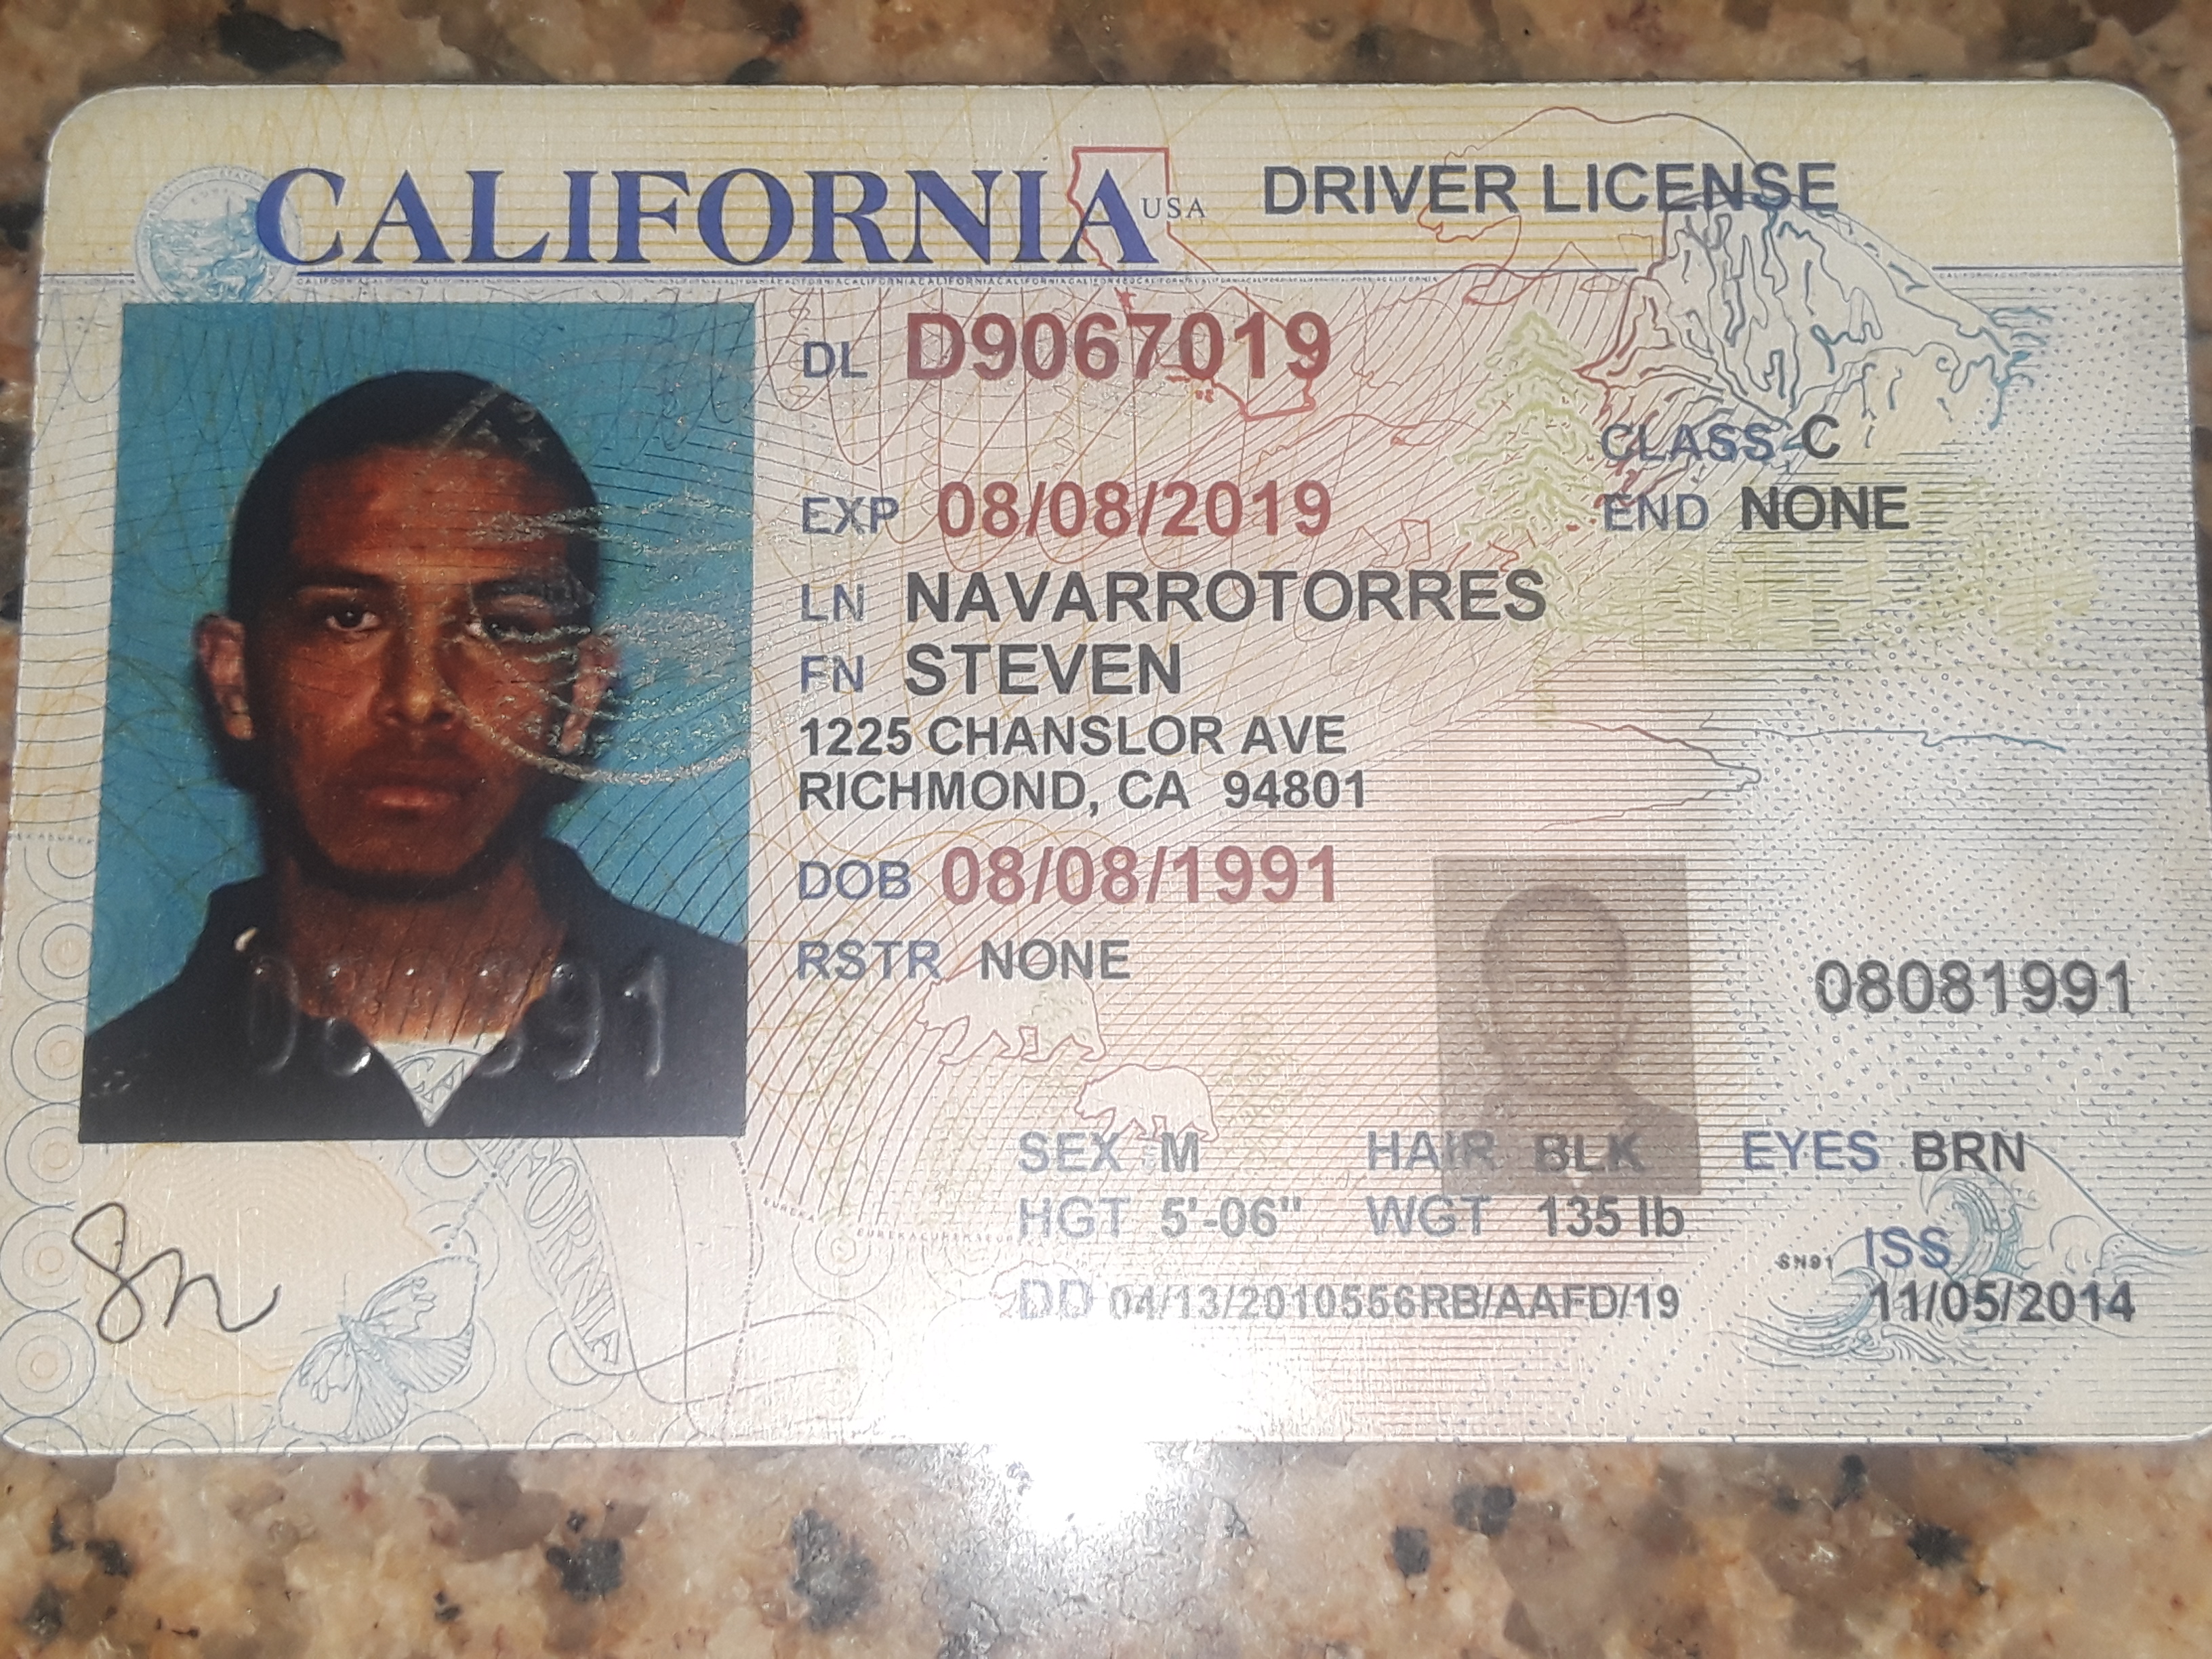 CALIFORNIA USA DRIVER LICENSE
DL D9067019
CLASS C
EXP 08/08/2019
END NONE
LN NAVARROTORRES
FN STEVEN
1225 CHANSLOR AVE
RICHMOND, CA 94801
DOB 08/08/1991
RSTR NONE
08081991
SEX M HAIR BLK EYES BRN
HGT 5'-06" WGT 135 lb
ISS
DD 04/13/2010556RB/AAFD/19
11/05/2014
SN91
CA